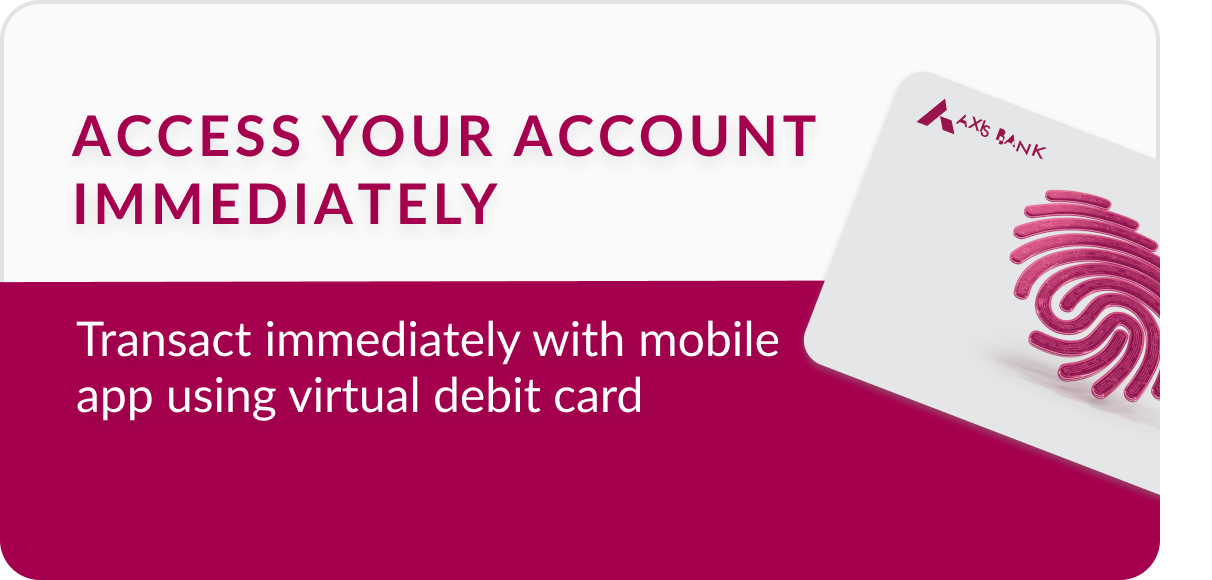 ACCESS YOUR ACCOUNT
IMMEDIATELY
AXIS BANK
Transact immediately with mobile
app using virtual debit card